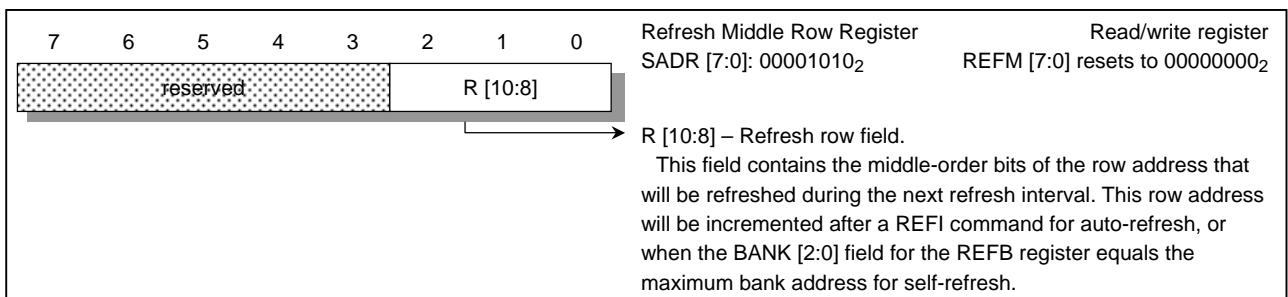 7 6 5 4 3 2 1 0
reserved R [10:8]
Refresh Middle Row Register Read/write register
SADR [7:0]: 00001010₂ REFM [7:0] resets to 00000000₂
R [10:8] – Refresh row field.
This field contains the middle-order bits of the row address that
will be refreshed during the next refresh interval. This row address
will be incremented after a REFI command for auto-refresh, or
when the BANK [2:0] field for the REFB register equals the
maximum bank address for self-refresh.